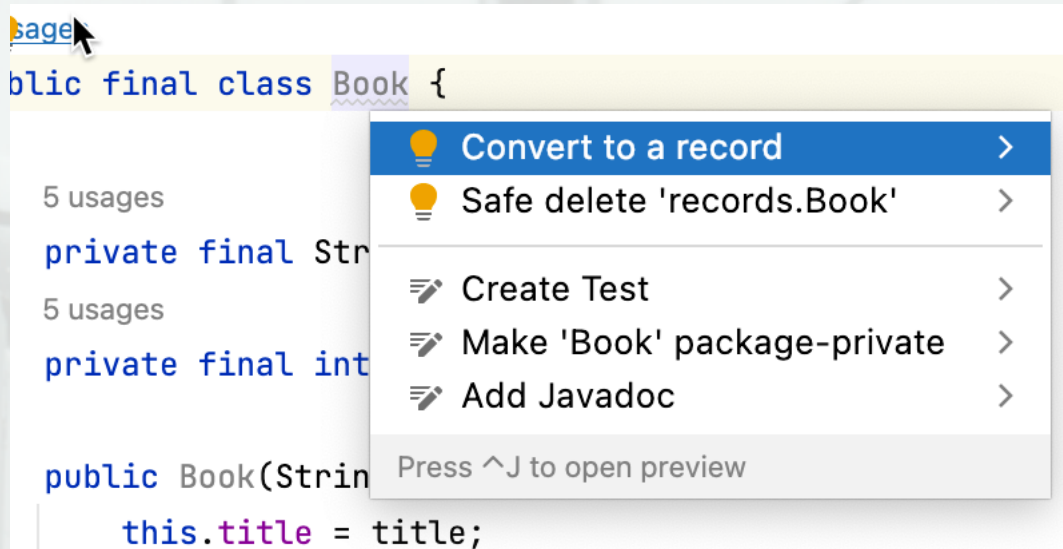 sage
blic final class Book {
Convert to a record
5 usages
Safe delete 'records.Book'
private final Str
Create Test
5 usages
Make 'Book' package-private
private final int
Add Javadoc
Press ^J to open preview
public Book(Strin
this.title = title;